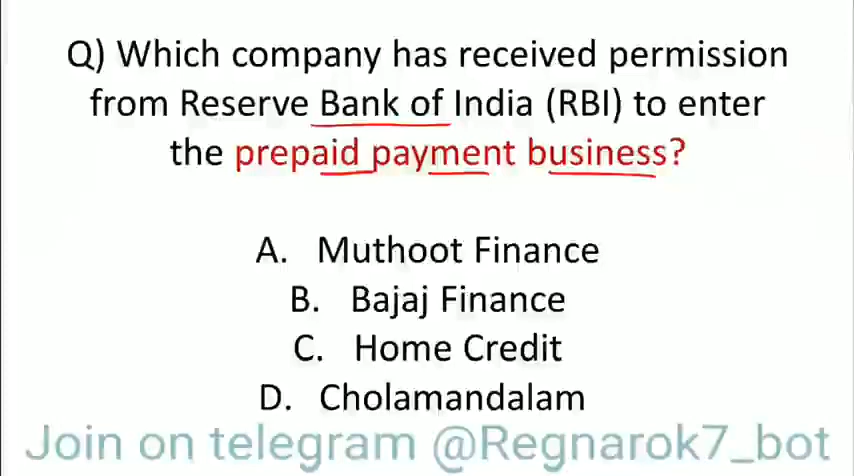 Q) Which company has received permission
from Reserve Bank of India (RBI) to enter
the prepaid payment business?
A. Muthoot Finance
B. Bajaj Finance
C. Home Credit
D. Cholamandalam
Join on telegram @Regnarok7_bot